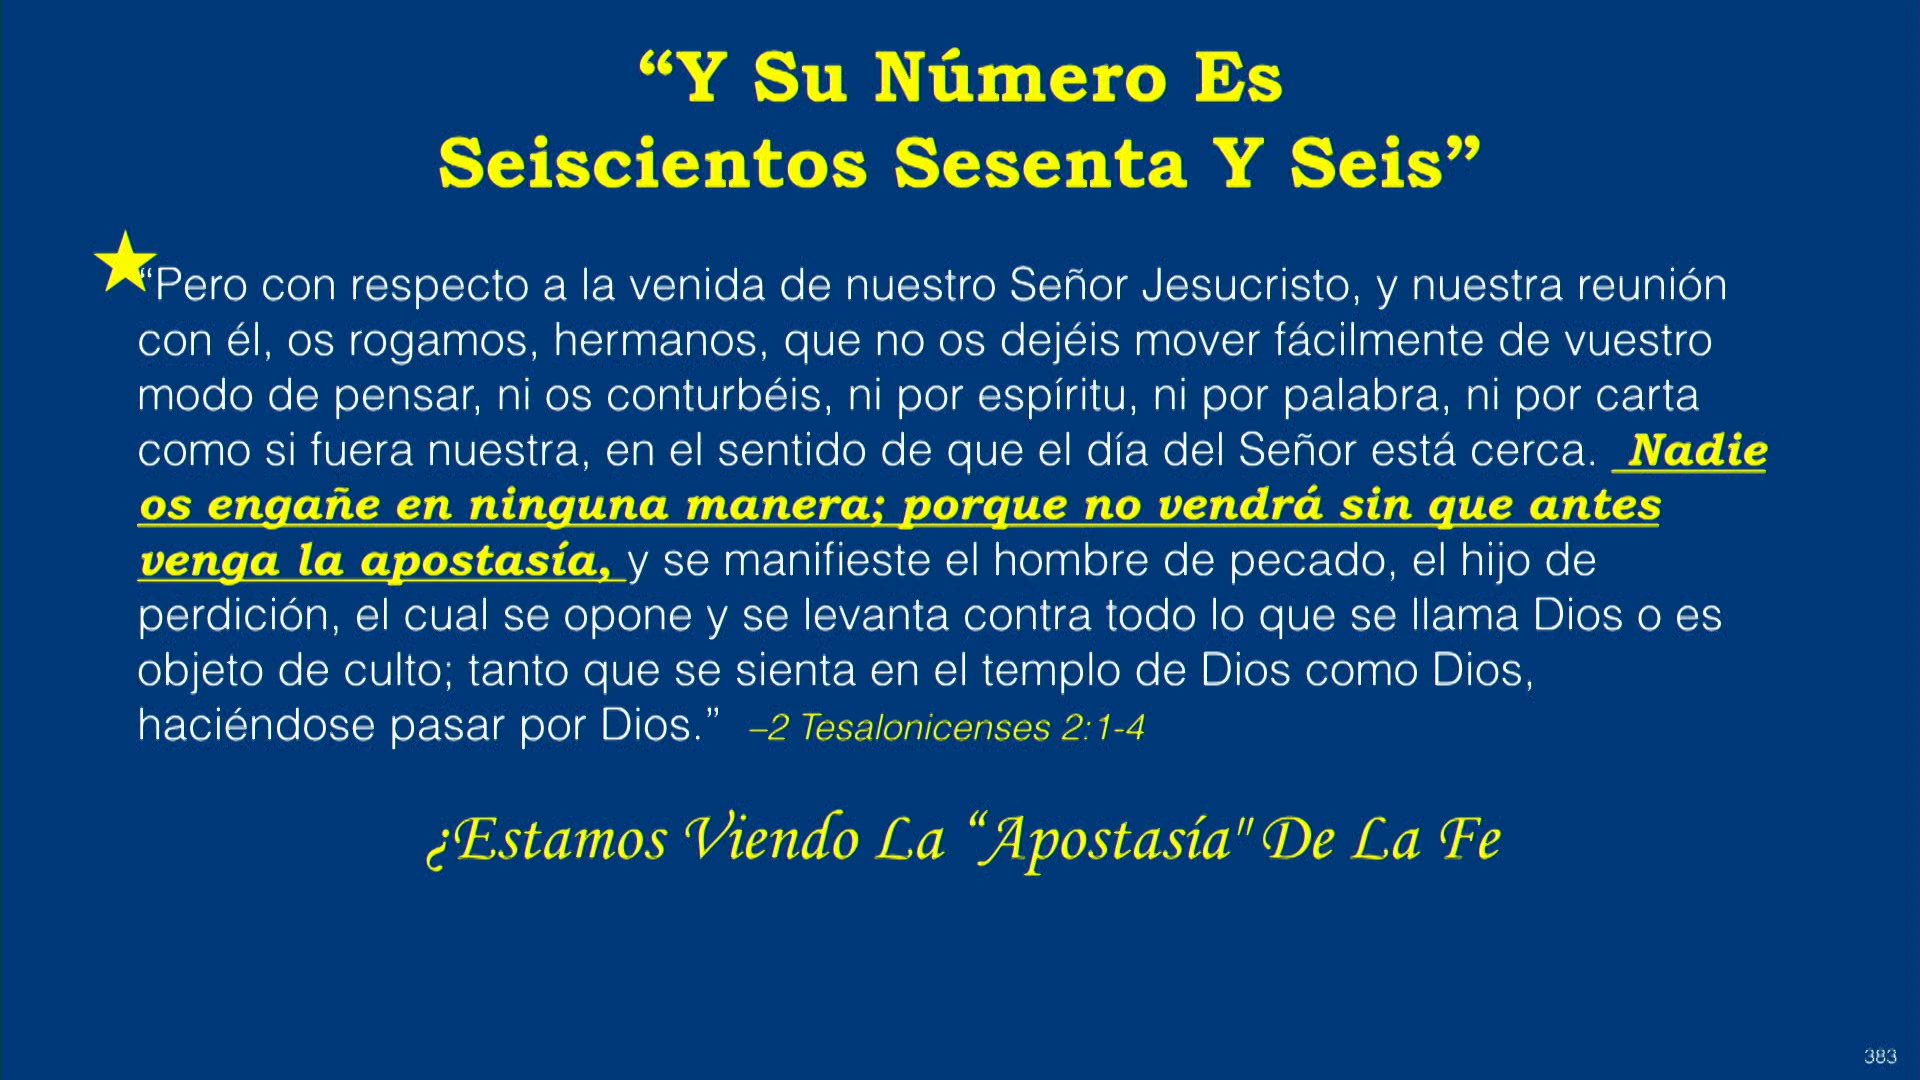 “Y Su Número Es
Seiscientos Sesenta Y Seis”
“Pero con respecto a la venida de nuestro Señor Jesucristo, y nuestra reunión
con él, os rogamos, hermanos, que no os dejéis mover fácilmente de vuestro
modo de pensar, ni os conturbéis, ni por espíritu, ni por palabra, ni por carta
como si fuera nuestra, en el sentido de que el día del Señor está cerca. Nadie
os engañe en ninguna manera; porque no vendrá sin que antes
venga la apostasía, y se manifieste el hombre de pecado, el hijo de
perdición, el cual se opone y se levanta contra todo lo que se llama Dios o es
objeto de culto; tanto que se sienta en el templo de Dios como Dios,
haciéndose pasar por Dios.” –2 Tesalonicenses 2:1-4
¿Estamos Viendo La “Apostasía" De La Fe
383